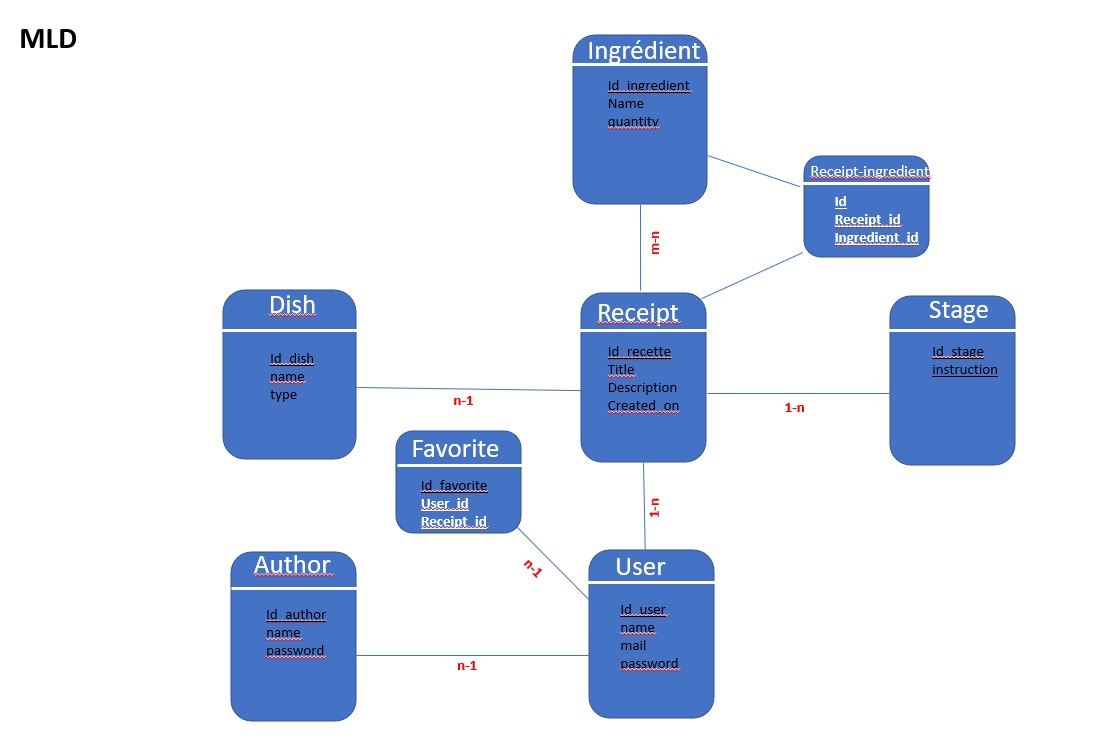 MLD
Ingrédient
Id_ingredient
Name
quantity
Receipt-ingredient
Id
Receipt_id
Ingredient_id
m-n
Dish
Id_dish
name
type
n-1
Receipt
Id_recette
Title
Description
Created_on
1-n
Stage
Id_stage
instruction
Favorite
Id_favorite
User_id
Receipt_id
n-1
1-n
Author
Id_author
name
password
n-1
User
Id_user
name
mail
password